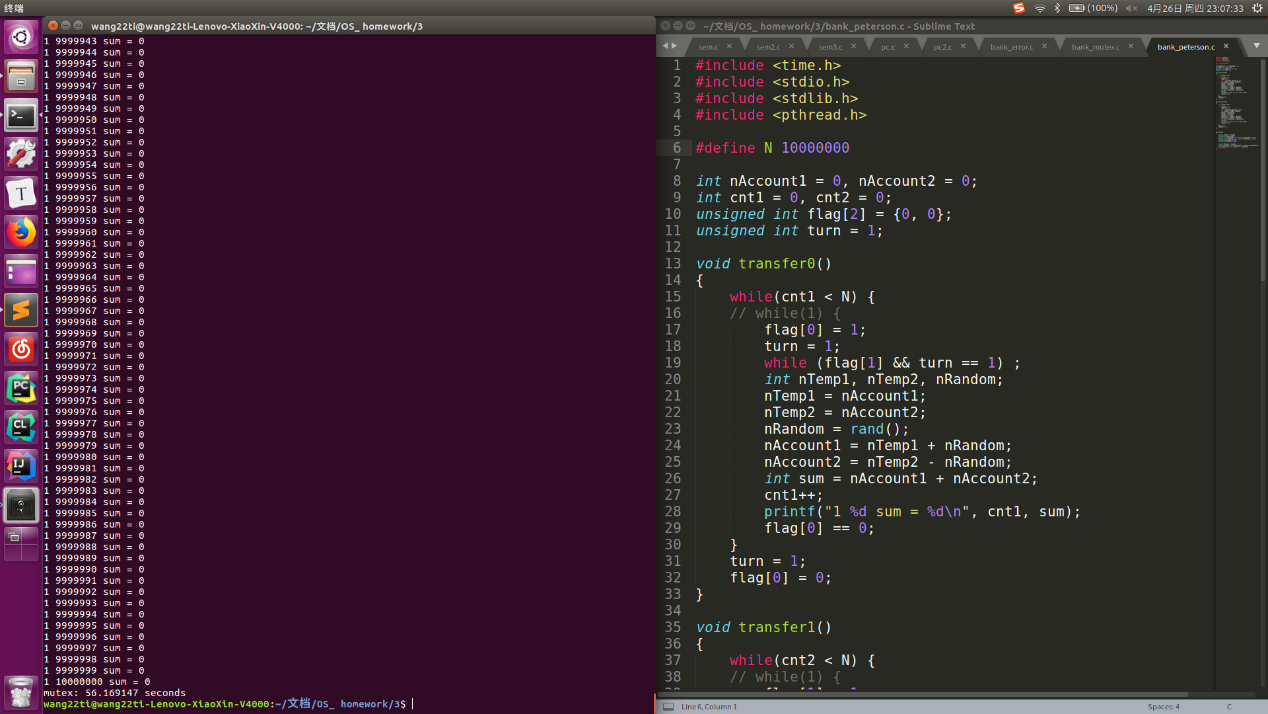 终端
(100%)
4月26日 周四 23:07:33
wang22ti@wang22ti-Lenovo-XiaoXin-V4000: ~/文档/OS_ homework/3
1 9999943 sum = 0
1 9999944 sum = 0
1 9999945 sum = 0
1 9999946 sum = 0
1 9999947 sum = 0
1 9999948 sum = 0
1 9999949 sum = 0
1 9999950 sum = 0
1 9999951 sum = 0
1 9999952 sum = 0
1 9999953 sum = 0
1 9999954 sum = 0
1 9999955 sum = 0
1 9999956 sum = 0
1 9999957 sum = 0
1 9999958 sum = 0
1 9999959 sum = 0
1 9999960 sum = 0
1 9999961 sum = 0
1 9999962 sum = 0
1 9999963 sum = 0
1 9999964 sum = 0
1 9999965 sum = 0
1 9999966 sum = 0
1 9999967 sum = 0
1 9999968 sum = 0
1 9999969 sum = 0
1 9999970 sum = 0
1 9999971 sum = 0
1 9999972 sum = 0
1 9999973 sum = 0
1 9999974 sum = 0
1 9999975 sum = 0
1 9999976 sum = 0
1 9999977 sum = 0
1 9999978 sum = 0
1 9999979 sum = 0
1 9999980 sum = 0
1 9999981 sum = 0
1 9999982 sum = 0
1 9999983 sum = 0
1 9999984 sum = 0
1 9999985 sum = 0
1 9999986 sum = 0
1 9999987 sum = 0
1 9999988 sum = 0
1 9999989 sum = 0
1 9999990 sum = 0
1 9999991 sum = 0
1 9999992 sum = 0
1 9999993 sum = 0
1 9999994 sum = 0
1 9999995 sum = 0
1 9999996 sum = 0
1 9999997 sum = 0
1 9999998 sum = 0
1 9999999 sum = 0
1 10000000 sum = 0
mutex: 56.169147 seconds
wang22ti@wang22ti-Lenovo-XiaoXin-V4000:~/文档/OS_ homework/3$
~/文档/OS_ homework/3/bank_peterson.c - Sublime Text
sem.c
sem2.c
sem3.c
pc.c
pc2.c
bank_error.c
bank_mutex.c
bank_peterson.c
1 #include <time.h>
2 #include <stdio.h>
3 #include <stdlib.h>
4 #include <pthread.h>
5
6 #define N 10000000
7
8 int nAccount1 = 0, nAccount2 = 0;
9 int cnt1 = 0, cnt2 = 0;
10 unsigned int flag[2] = {0, 0};
11 unsigned int turn = 1;
12
13 void transfer0()
14 {
15 while(cnt1 < N) {
16 // while(1) {
17 flag[0] = 1;
18 turn = 1;
19 while (flag[1] && turn == 1) ;
20 int nTemp1, nTemp2, nRandom;
21 nTemp1 = nAccount1;
22 nTemp2 = nAccount2;
23 nRandom = rand();
24 nAccount1 = nTemp1 + nRandom;
25 nAccount2 = nTemp2 - nRandom;
26 int sum = nAccount1 + nAccount2;
27 cnt1++;
28 printf("1 %d sum = %d\n", cnt1, sum);
29 flag[0] == 0;
30 }
31 turn = 1;
32 flag[0] = 0;
33 }
34
35 void transfer1()
36 {
37 while(cnt2 < N) {
38 // while(1) {
Line 6, Column 1
Spaces: 4
C